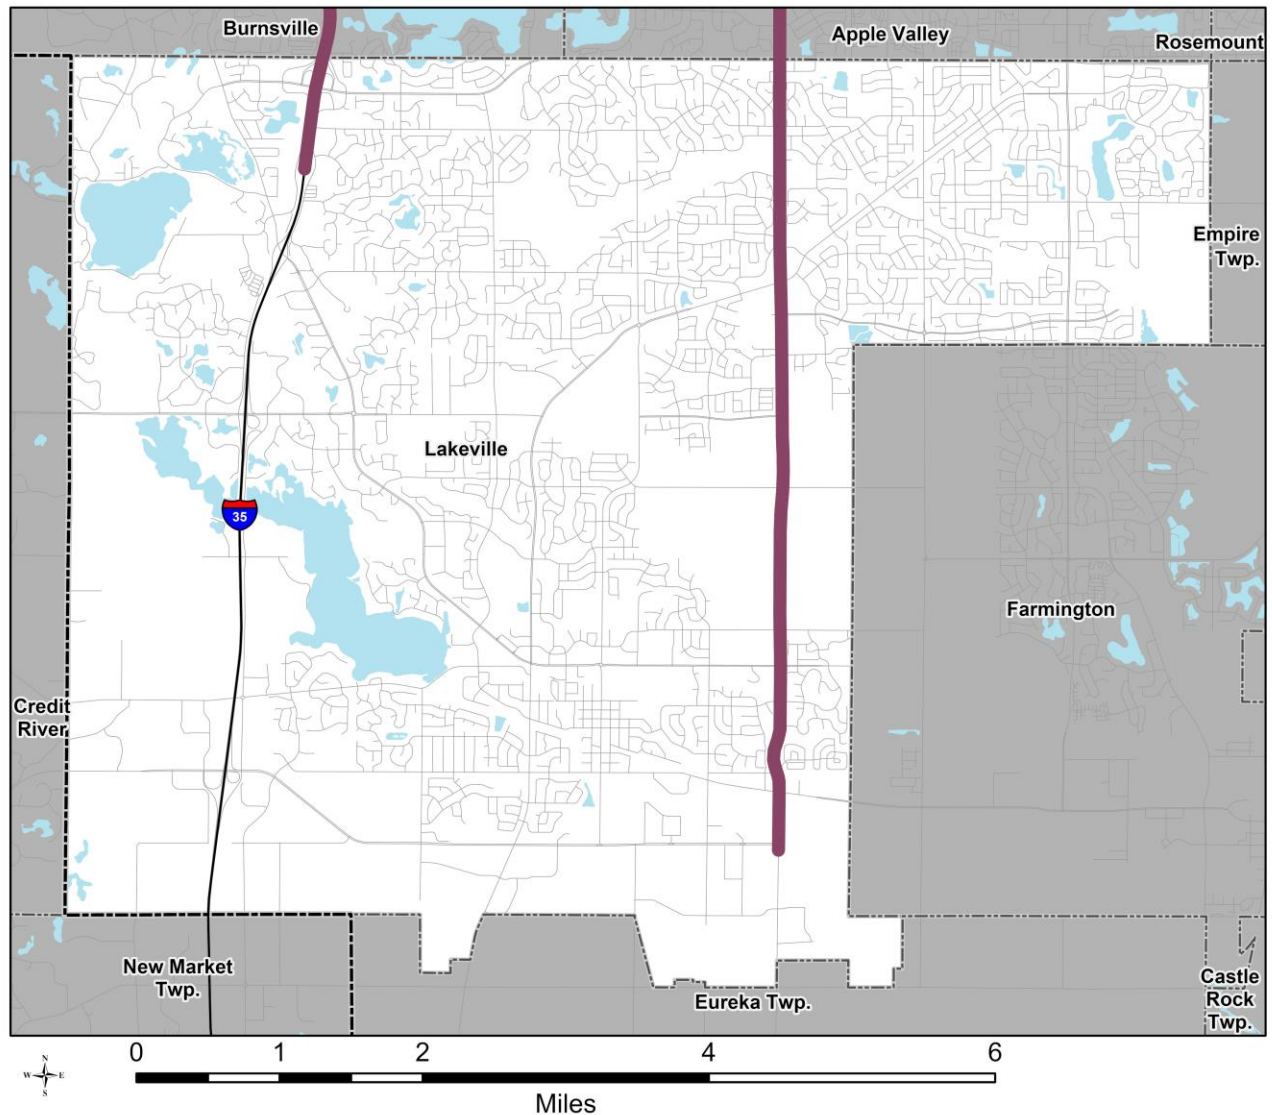 Burnsville
Apple Valley
Rosemount
Empire
Twp.
Lakeville
35
Farmington
Credit
River
New Market
Twp.
Eureka Twp.
Castle
Rock
Twp.
N
W E
S
0 1 2 4 6
Miles